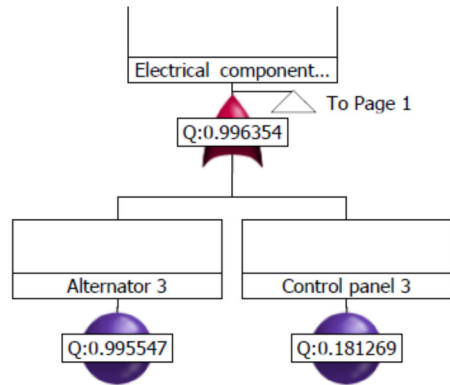 Electrical component...
To Page 1
Q:0.996354
Alternator 3
Control panel 3
Q:0.995547
Q:0.181269